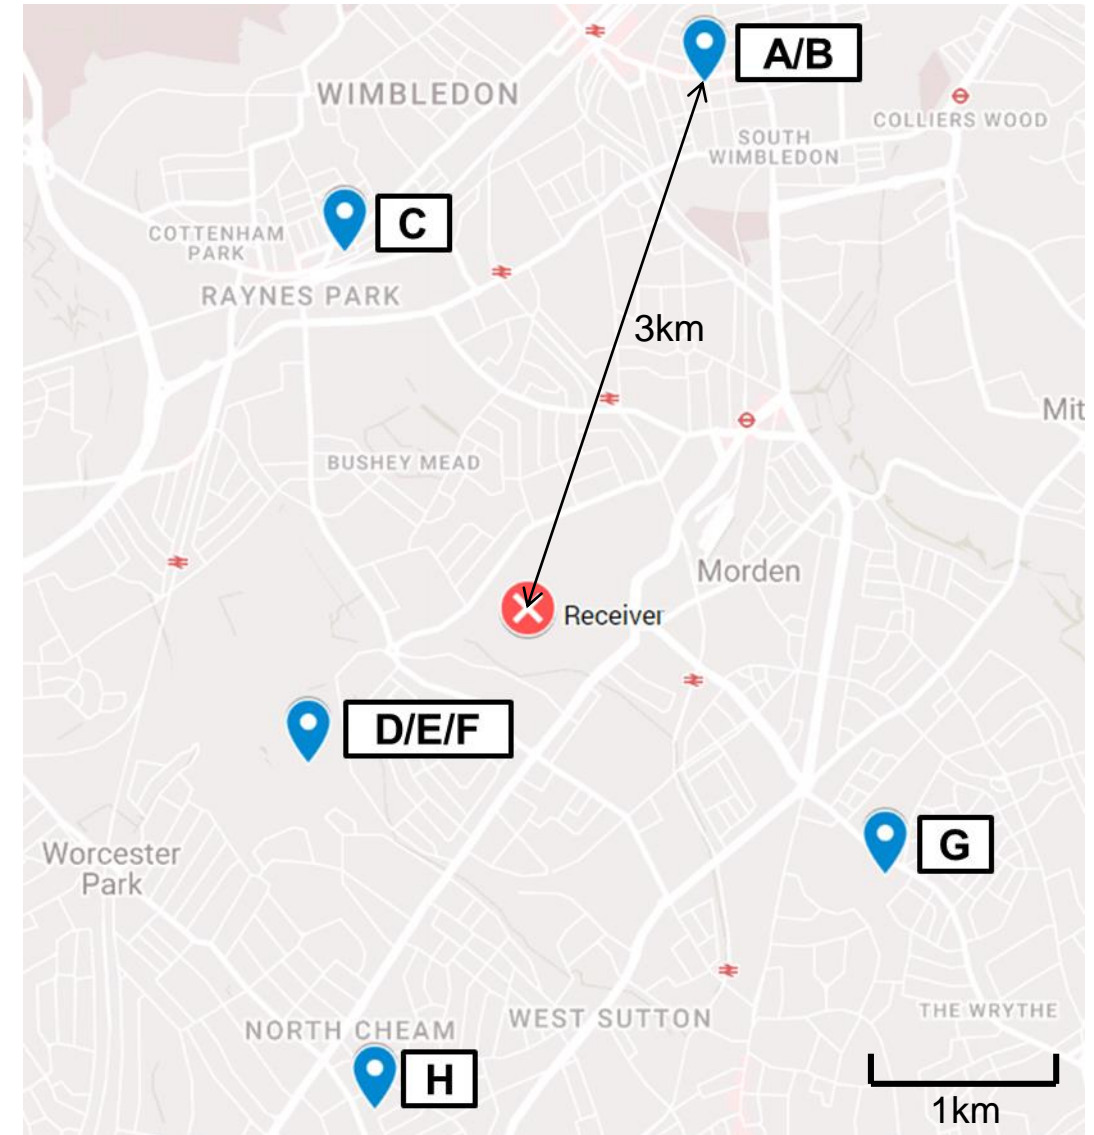 A/B
WIMBLEDON
COLLIERS WOOD
SOUTH
WIMBLEDON
C
COTTENHAM
PARK
RAYNES PARK
3km
Mit
BUSHEY MEAD
Morden
Receiver
D/E/F
G
Worcester
Park
THE WRYTHE
WEST SUTTON
NORTH CHEAM
H
1km